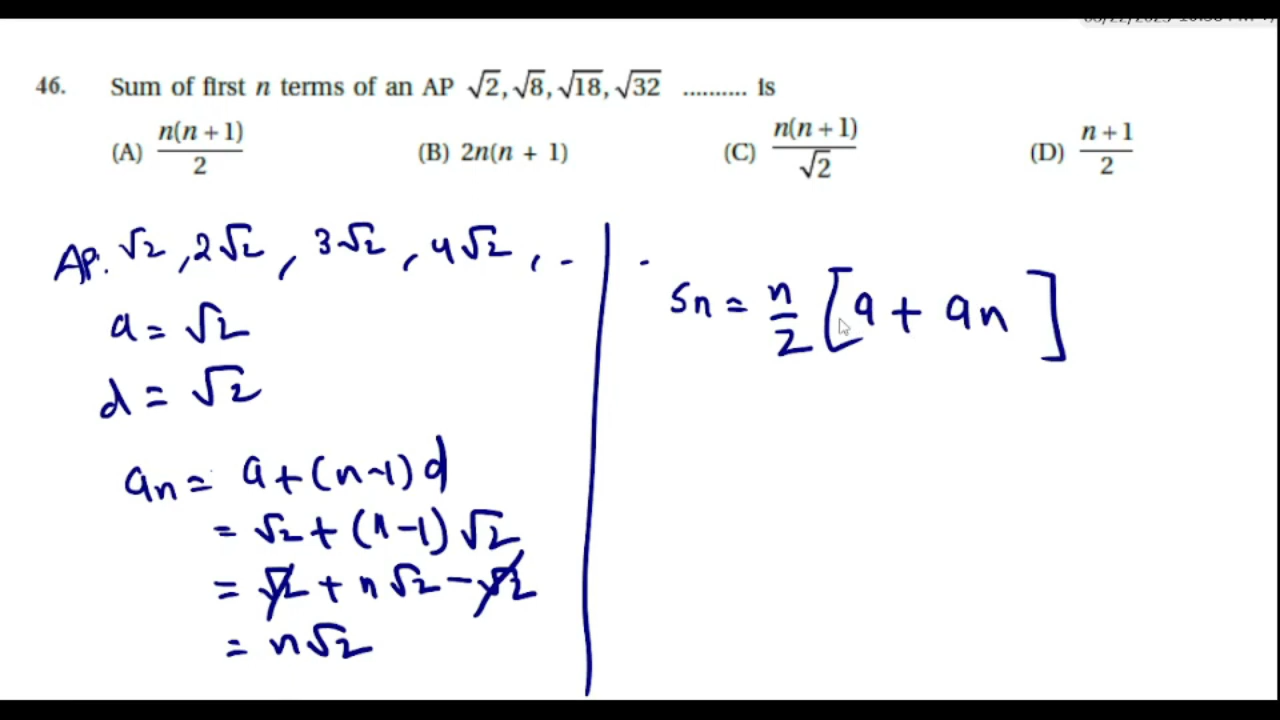 46. Sum of first n terms of an AP √2, √8, √18, √32 .......... is
(A) n(n + 1)/2 (B) 2n(n + 1) (C) n(n + 1)/√2 (D) n + 1/2
AP. √2, 2√2, 3√2, 4√2, . .
a = √2
d = √2
an = a + (n-1) d
= √2 + (n-1) √2
= √2 + n√2 - √2
= n√2
Sn = n/2 [a + an]